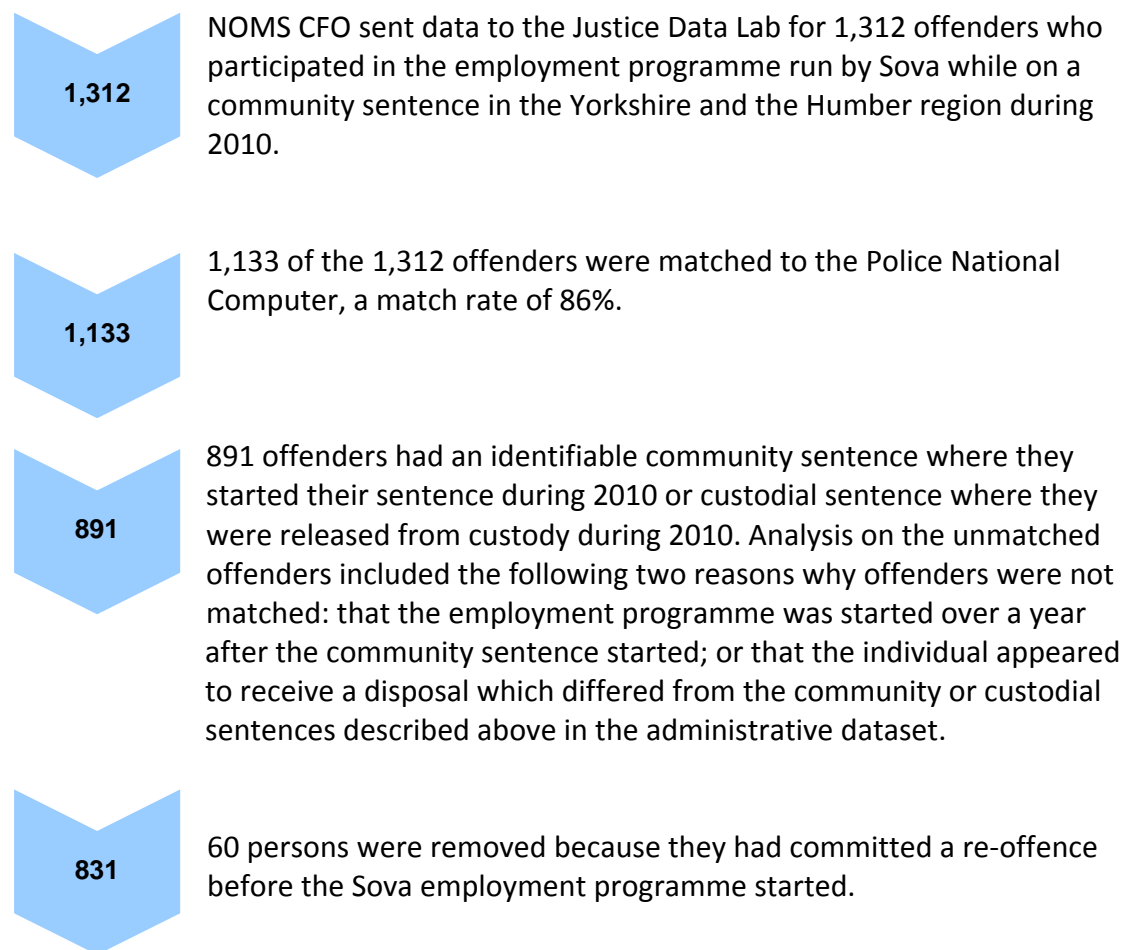 NOMS CFO sent data to the Justice Data Lab for 1,312 offenders who
participated in the employment programme run by Sova while on a
1,312
community sentence in the Yorkshire and the Humber region during
2010.
1,133 of the 1,312 offenders were matched to the Police National
Computer, a match rate of 86%.
1,133
891 offenders had an identifiable community sentence where they
started their sentence during 2010 or custodial sentence where they
891
were released from custody during 2010. Analysis on the unmatched
offenders included the following two reasons why offenders were not
matched: that the employment programme was started over a year
after the community sentence started; or that the individual appeared
to receive a disposal which differed from the community or custodial
sentences described above in the administrative dataset.
60 persons were removed because they had committed a re-offence
831
before the Sova employment programme started.